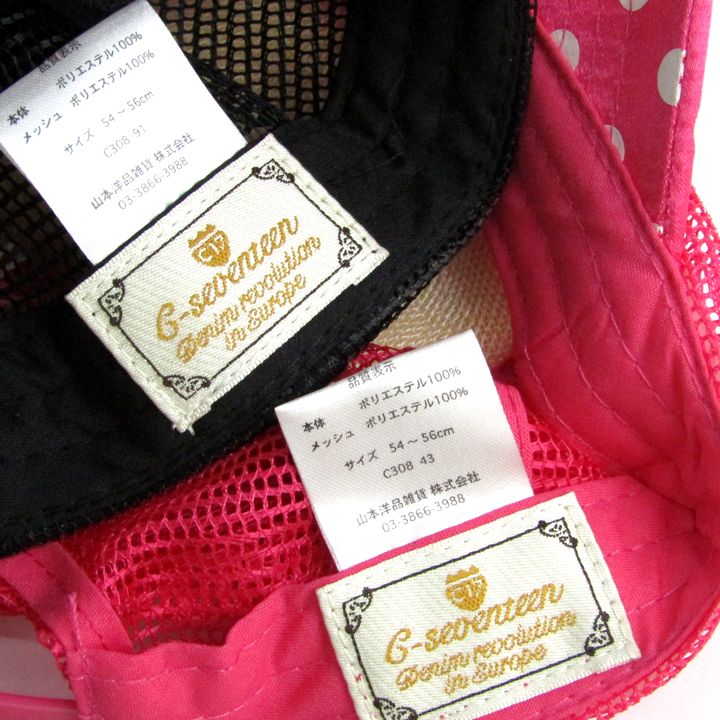 品質表示
本体 ポリエステル100%
メッシュ ポリエステル100%
サイズ 54～56cm
C308 91
山本洋品雑貨 株式会社
03-3866-3988
G-seventeen
Denim revolution
in Europe
品質表示
本体 ポリエステル100%
メッシュ ポリエステル100%
サイズ 54～56cm
C308 43
山本洋品雑貨 株式会社
03-3866-3988
G-seventeen
Denim revolution
in Europe